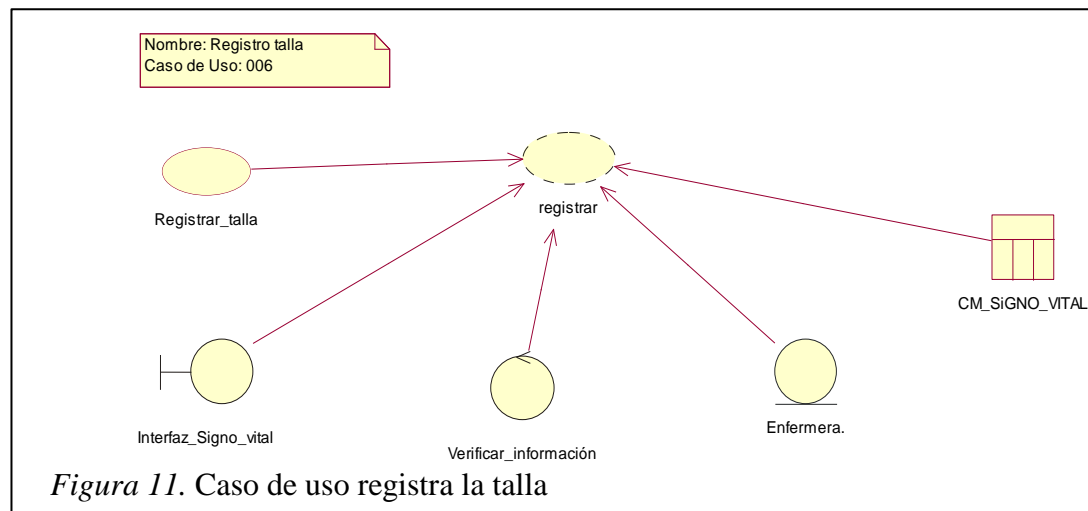 Nombre: Registro talla
Caso de Uso: 006
Registrar_talla
registrar
CM_SiGNO_VITAL
Interfaz_Signo_vital
Verificar_información
Enfermera.
Figura 11. Caso de uso registra la talla